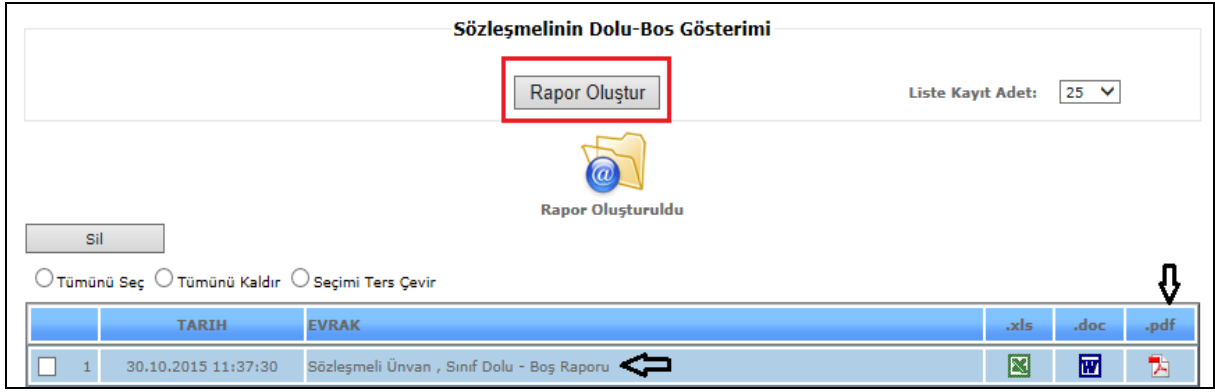 Sözleşmelinin Dolu-Bos Gösterimi
Rapor Oluştur
Liste Kayıt Adet: 25
@
Rapor Oluşturuldu
Sil
Tümünü Seç Tümünü Kaldır Seçimi Ters Çevir
TARIH EVRAK .xls .doc .pdf
1 30.10.2015 11:37:30 Sözleşmeli Ünvan , Sınıf Dolu - Boş Raporu